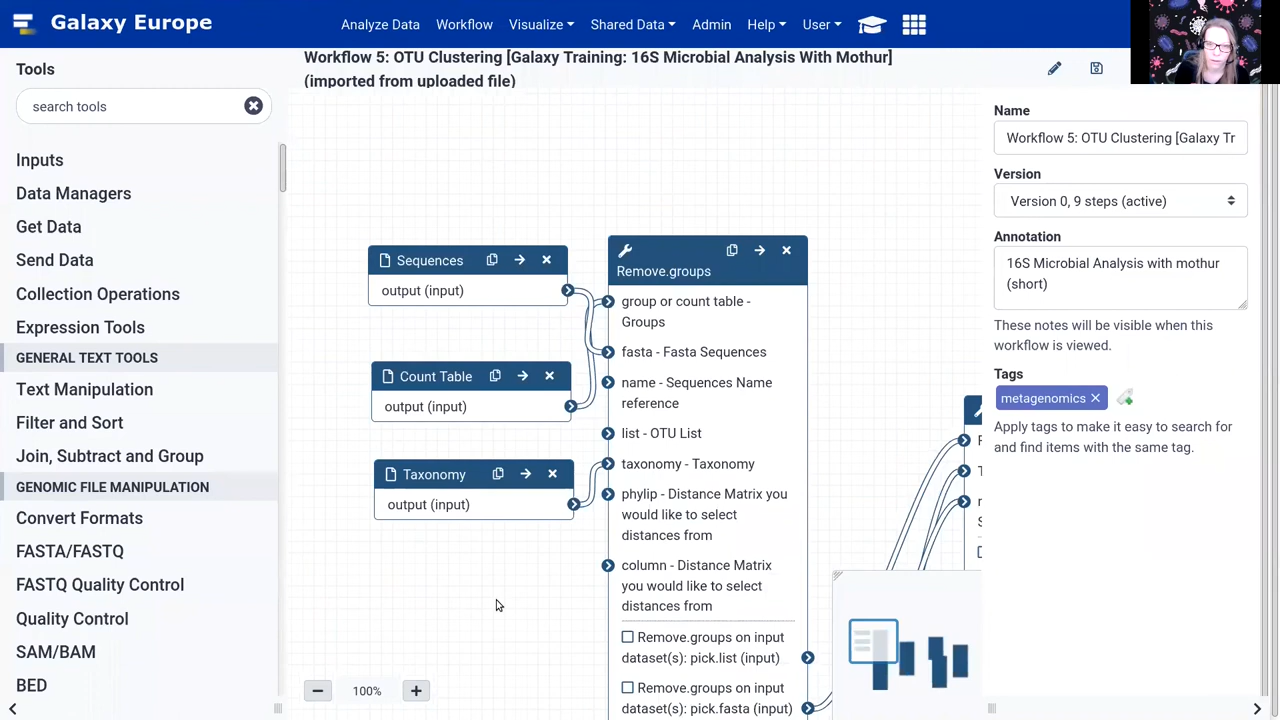 Galaxy Europe
Analyze Data
Workflow
Visualize
Shared Data
Admin
Help
User
Tools
search tools
Inputs
Data Managers
Get Data
Send Data
Collection Operations
Expression Tools
GENERAL TEXT TOOLS
Text Manipulation
Filter and Sort
Join, Subtract and Group
GENOMIC FILE MANIPULATION
Convert Formats
FASTA/FASTQ
FASTQ Quality Control
Quality Control
SAM/BAM
BED
Workflow 5: OTU Clustering [Galaxy Training: 16S Microbial Analysis With Mothur]
(imported from uploaded file)
Sequences
output (input)
Count Table
output (input)
Taxonomy
output (input)
Remove.groups
group or count table -
Groups
fasta - Fasta Sequences
name - Sequences Name
reference
list - OTU List
taxonomy - Taxonomy
phylip - Distance Matrix you
would like to select
distances from
column - Distance Matrix
you would like to select
distances from
Remove.groups on input
dataset(s): pick.list (input)
Remove.groups on input
dataset(s): pick.fasta (input)
100%
Name
Workflow 5: OTU Clustering [Galaxy Tr
Version
Version 0, 9 steps (active)
Annotation
16S Microbial Analysis with mothur
(short)
These notes will be visible when this
workflow is viewed.
Tags
metagenomics
Apply tags to make it easy to search for
and find items with the same tag.